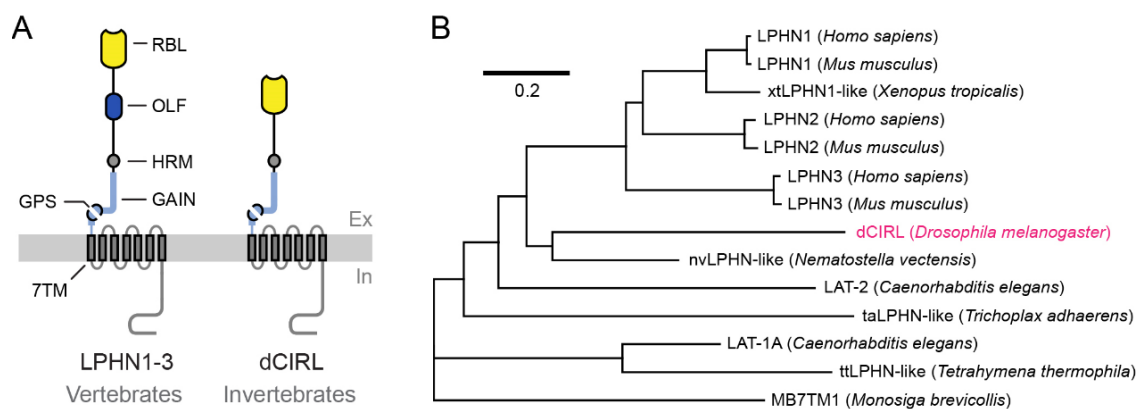 A
RBL
OLF
HRM
GPS
GAIN
Ex
In
7TM
LPHN1-3
Vertebrates
dCIRL
Invertebrates
B
0.2
LPHN1 (Homo sapiens)
LPHN1 (Mus musculus)
xtLPHN1-like (Xenopus tropicalis)
LPHN2 (Homo sapiens)
LPHN2 (Mus musculus)
LPHN3 (Homo sapiens)
LPHN3 (Mus musculus)
dCIRL (Drosophila melanogaster)
nvLPHN-like (Nematostella vectensis)
LAT-2 (Caenorhabditis elegans)
taLPHN-like (Trichoplax adhaerens)
LAT-1A (Caenorhabditis elegans)
ttLPHN-like (Tetrahymena thermophila)
MB7TM1 (Monosiga brevicollis)